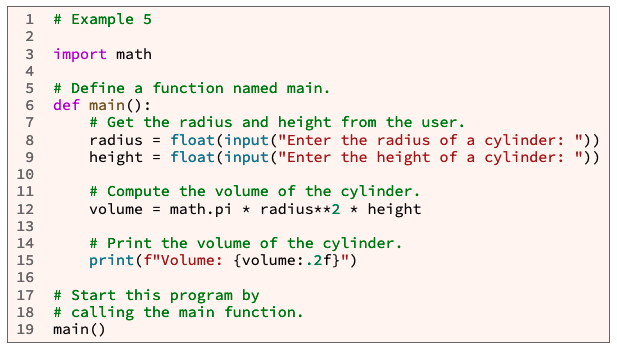 1 # Example 5
2
3 import math
4
5 # Define a function named main.
6 def main():
7     # Get the radius and height from the user.
8     radius = float(input("Enter the radius of a cylinder: "))
9     height = float(input("Enter the height of a cylinder: "))
10
11     # Compute the volume of the cylinder.
12     volume = math.pi * radius**2 * height
13
14     # Print the volume of the cylinder.
15     print(f"Volume: {volume:.2f}")
16
17 # Start this program by
18 # calling the main function.
19 main()